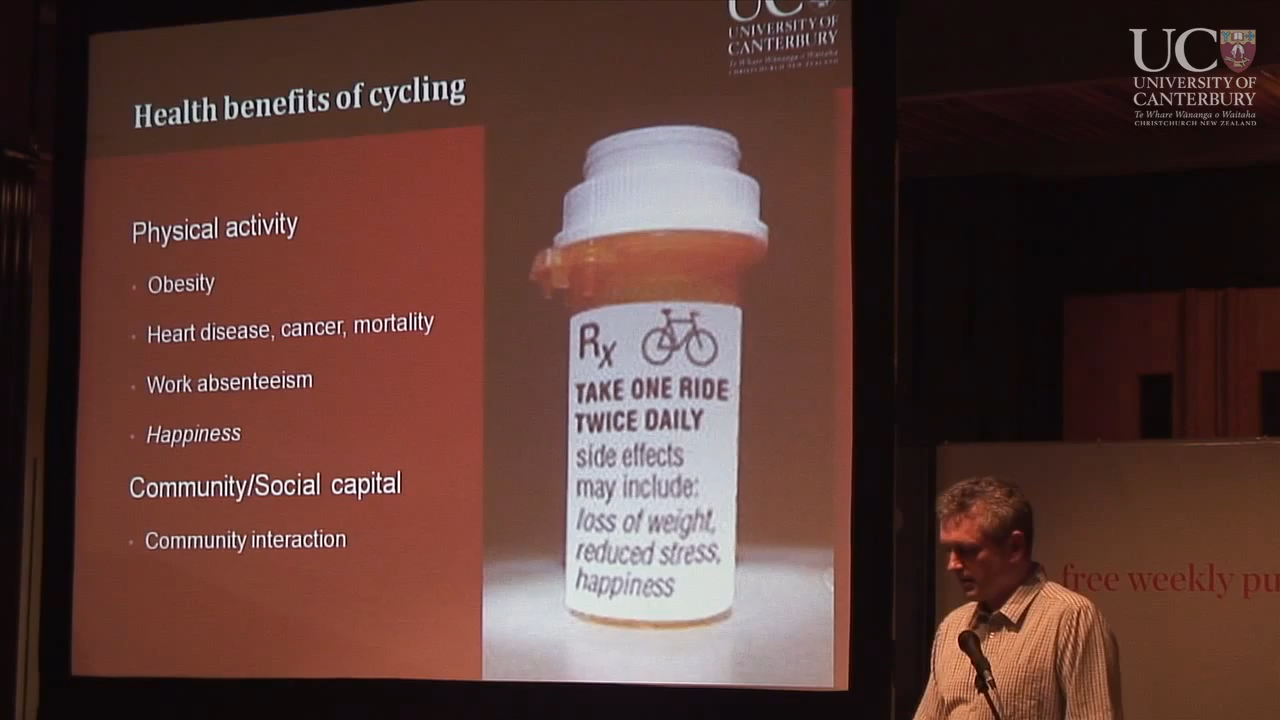 Health benefits of cycling
Physical activity
Obesity
Heart disease, cancer, mortality
Work absenteeism
Happiness
Community/Social capital
Community interaction
UC
UNIVERSITY OF
CANTERBURY
Te Whare Wānanga o Waitaha
CHRISTCHURCH NEW ZEALAND
Rx
TAKE ONE RIDE
TWICE DAILY
side effects
may include:
loss of weight,
reduced stress,
happiness
UC
UNIVERSITY OF
CANTERBURY
Te Whare Wānanga o Waitaha
CHRISTCHURCH NEW ZEALAND
free weekly pu